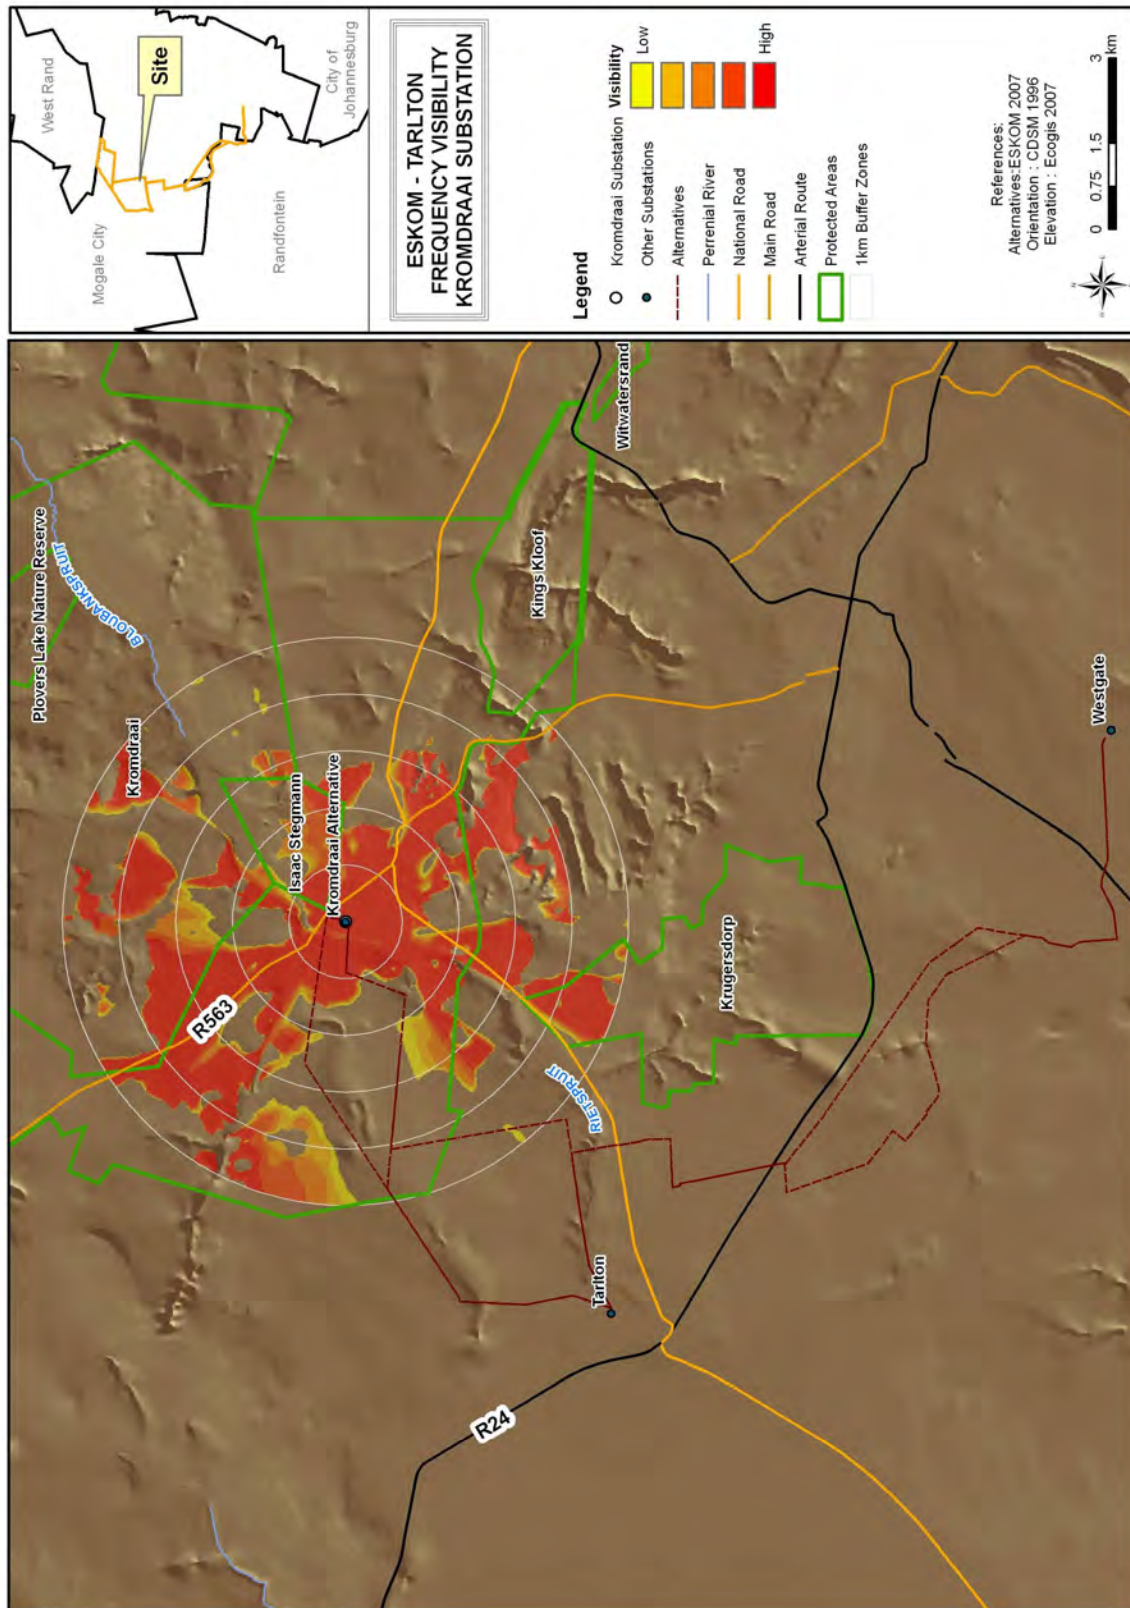 West Rand
Mogale City
Site
City of
Johannesburg
Randfontein
ESKOM - TARLTON
FREQUENCY VISIBILITY
KROMDRAAI SUBSTATION
Legend
Kromdraai Substation
Other Substations
Alternatives
Perrenial River
National Road
Main Road
Arterial Route
Protected Areas
1km Buffer Zones
Visibility
Low
High
References:
Alternatives:ESKOM 2007
Orientation : CDSM 1996
Elevation : Ecogis 2007
0 0.75 1.5 3
km
Plovers Lake Nature Reserve
BLOUBANKSPRUIT
Kromdraai
Isaac Stegmann
Kromdraai Alternative
R563
Witwatersrand
Kings Kloof
RIETSPRUIT
Krugersdorp
Tarlton
R24
Westgate